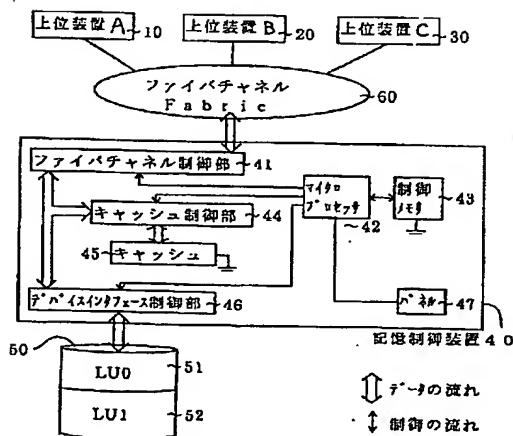 上位装置A
10
上位装置B
20
上位装置C
30
ファイバチャネル
Fabric
60
ファイバチャネル制御部
41
マイクロ
プロセッサ
42
制御
メモリ
43
キャッシュ制御部
44
45
キャッシュ
デバイスインタフェース制御部
46
パネル
47
記憶制御装置40
50
LU0
51
LU1
52
データの流れ
制御の流れ